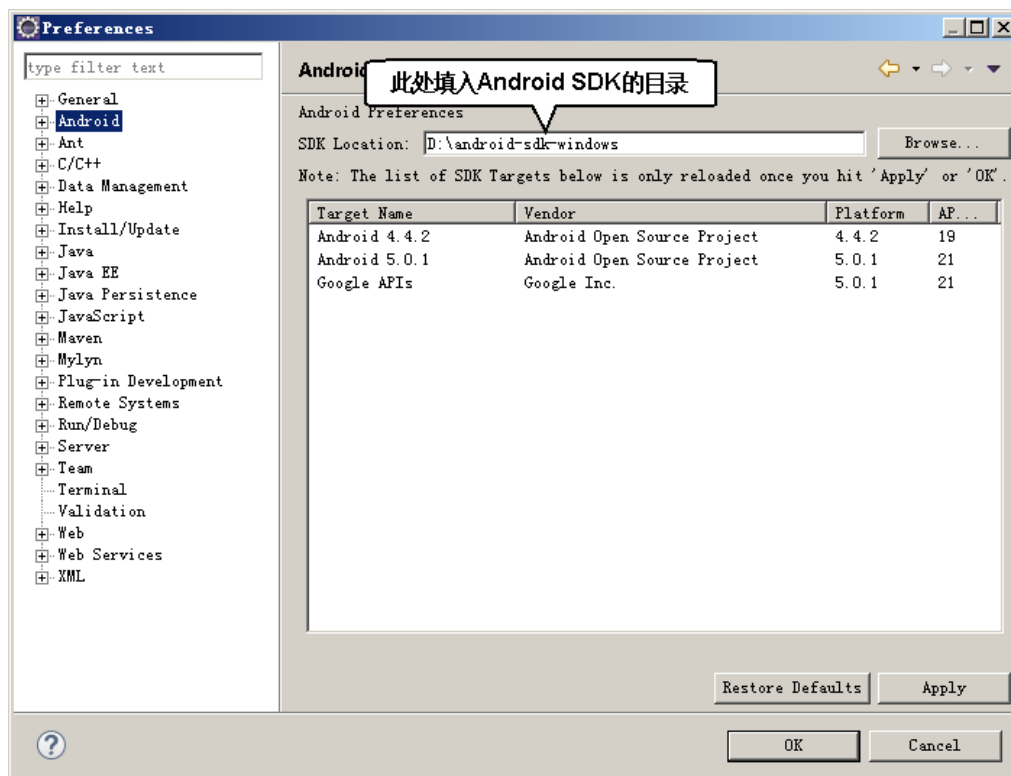 Preferences
type filter text
General
Android
Ant
C/C++
Data Management
Help
Install/Update
Java
Java EE
Java Persistence
JavaScript
Maven
Mylyn
Plug-in Development
Remote Systems
Run/Debug
Server
Team
Terminal
Validation
Web
Web Services
XML
Android
此处填入Android SDK的目录
Android Preferences
SDK Location: D:\android-sdk-windows Browse...
Note: The list of SDK Targets below is only reloaded once you hit 'Apply' or 'OK'.
Target Name Vendor Platform AP...
Android 4.4.2 Android Open Source Project 4.4.2 19
Android 5.0.1 Android Open Source Project 5.0.1 21
Google APIs Google Inc. 5.0.1 21
Restore Defaults Apply
? OK Cancel